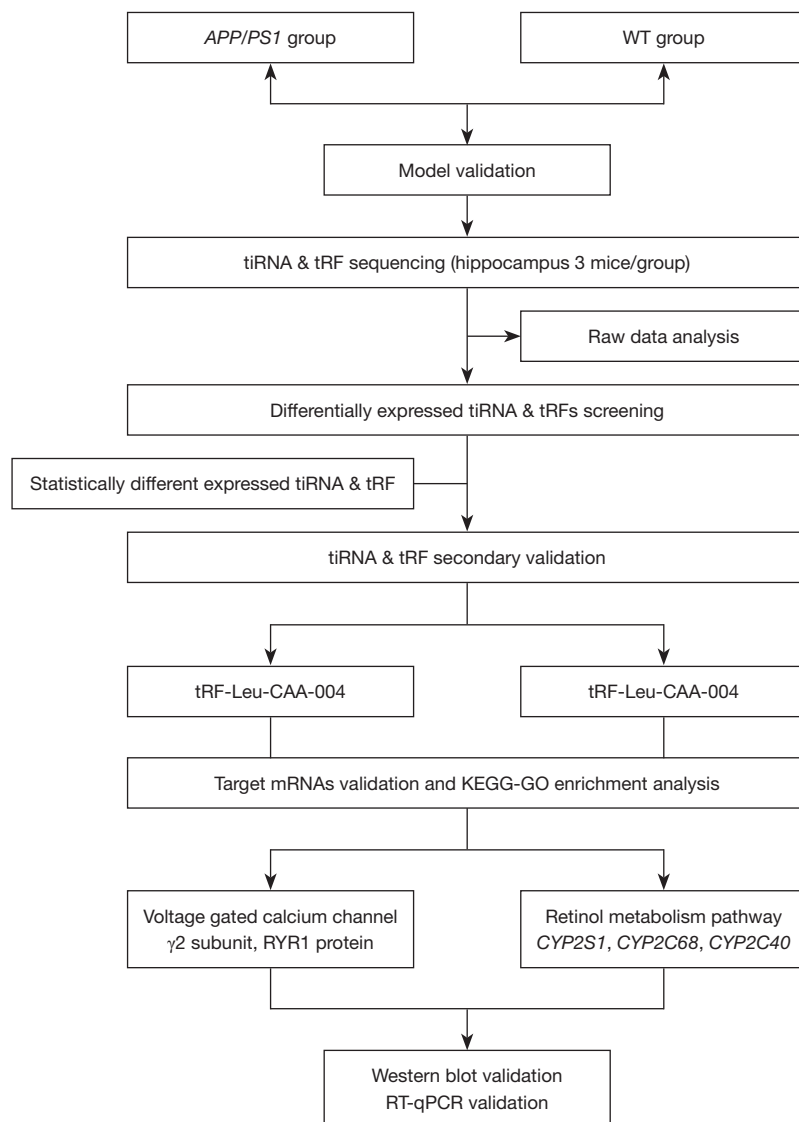 APP/PS1 group
WT group
Model validation
tiRNA & tRF sequencing (hippocampus 3 mice/group)
Raw data analysis
Differentially expressed tiRNA & tRFs screening
Statistically different expressed tiRNA & tRF
tiRNA & tRF secondary validation
tRF-Leu-CAA-004
tRF-Leu-CAA-004
Target mRNAs validation and KEGG-GO enrichment analysis
Voltage gated calcium channel
γ2 subunit, RYR1 protein
Retinol metabolism pathway
CYP2S1, CYP2C68, CYP2C40
Western blot validation
RT-qPCR validation